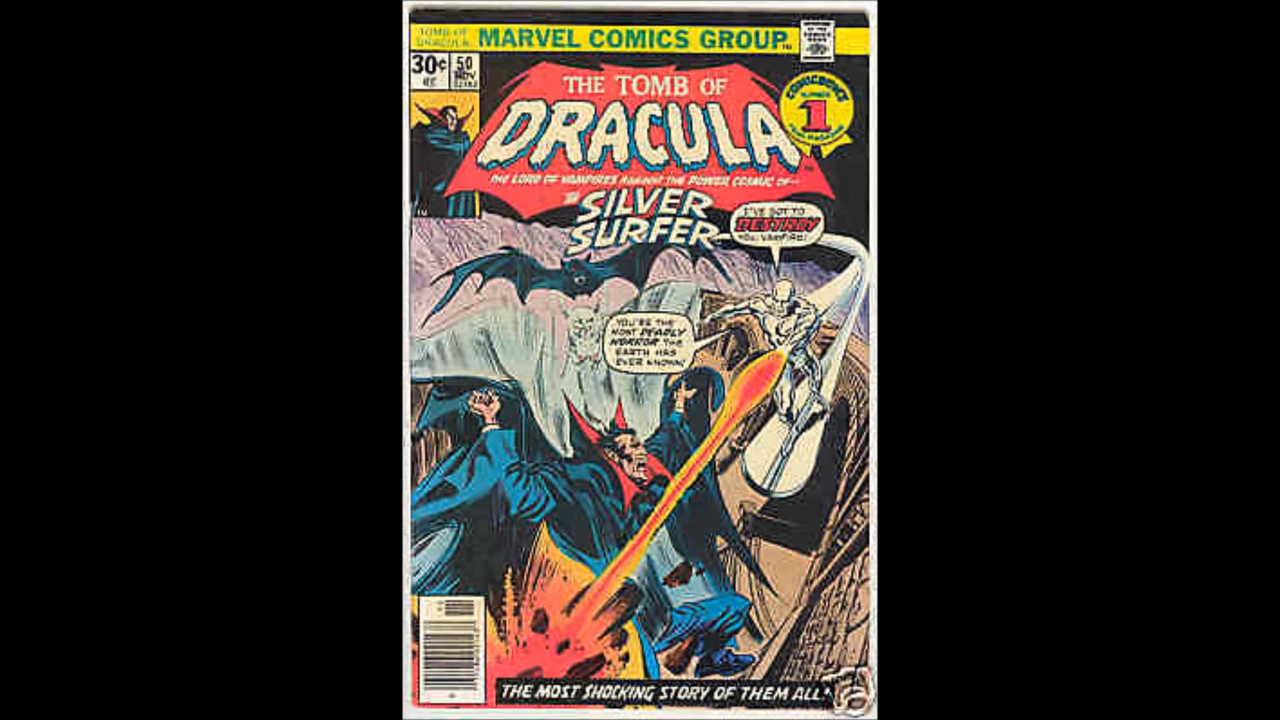 TOMB OF
DRACULA
MARVEL COMICS GROUP
30¢
50
NOV
THE TOMB OF
DRACULA
THE LORD OF VAMPIRES AGAINST THE POWER COSMIC OF--
SILVER
SURFER
1
I'VE GOT TO
DESTROY
YOU, VAMPIRE!
YOU'RE THE
MOST DEADLY
HORROR THE
EARTH HAS
EVER KNOWN!
THE MOST SHOCKING STORY OF THEM ALL!